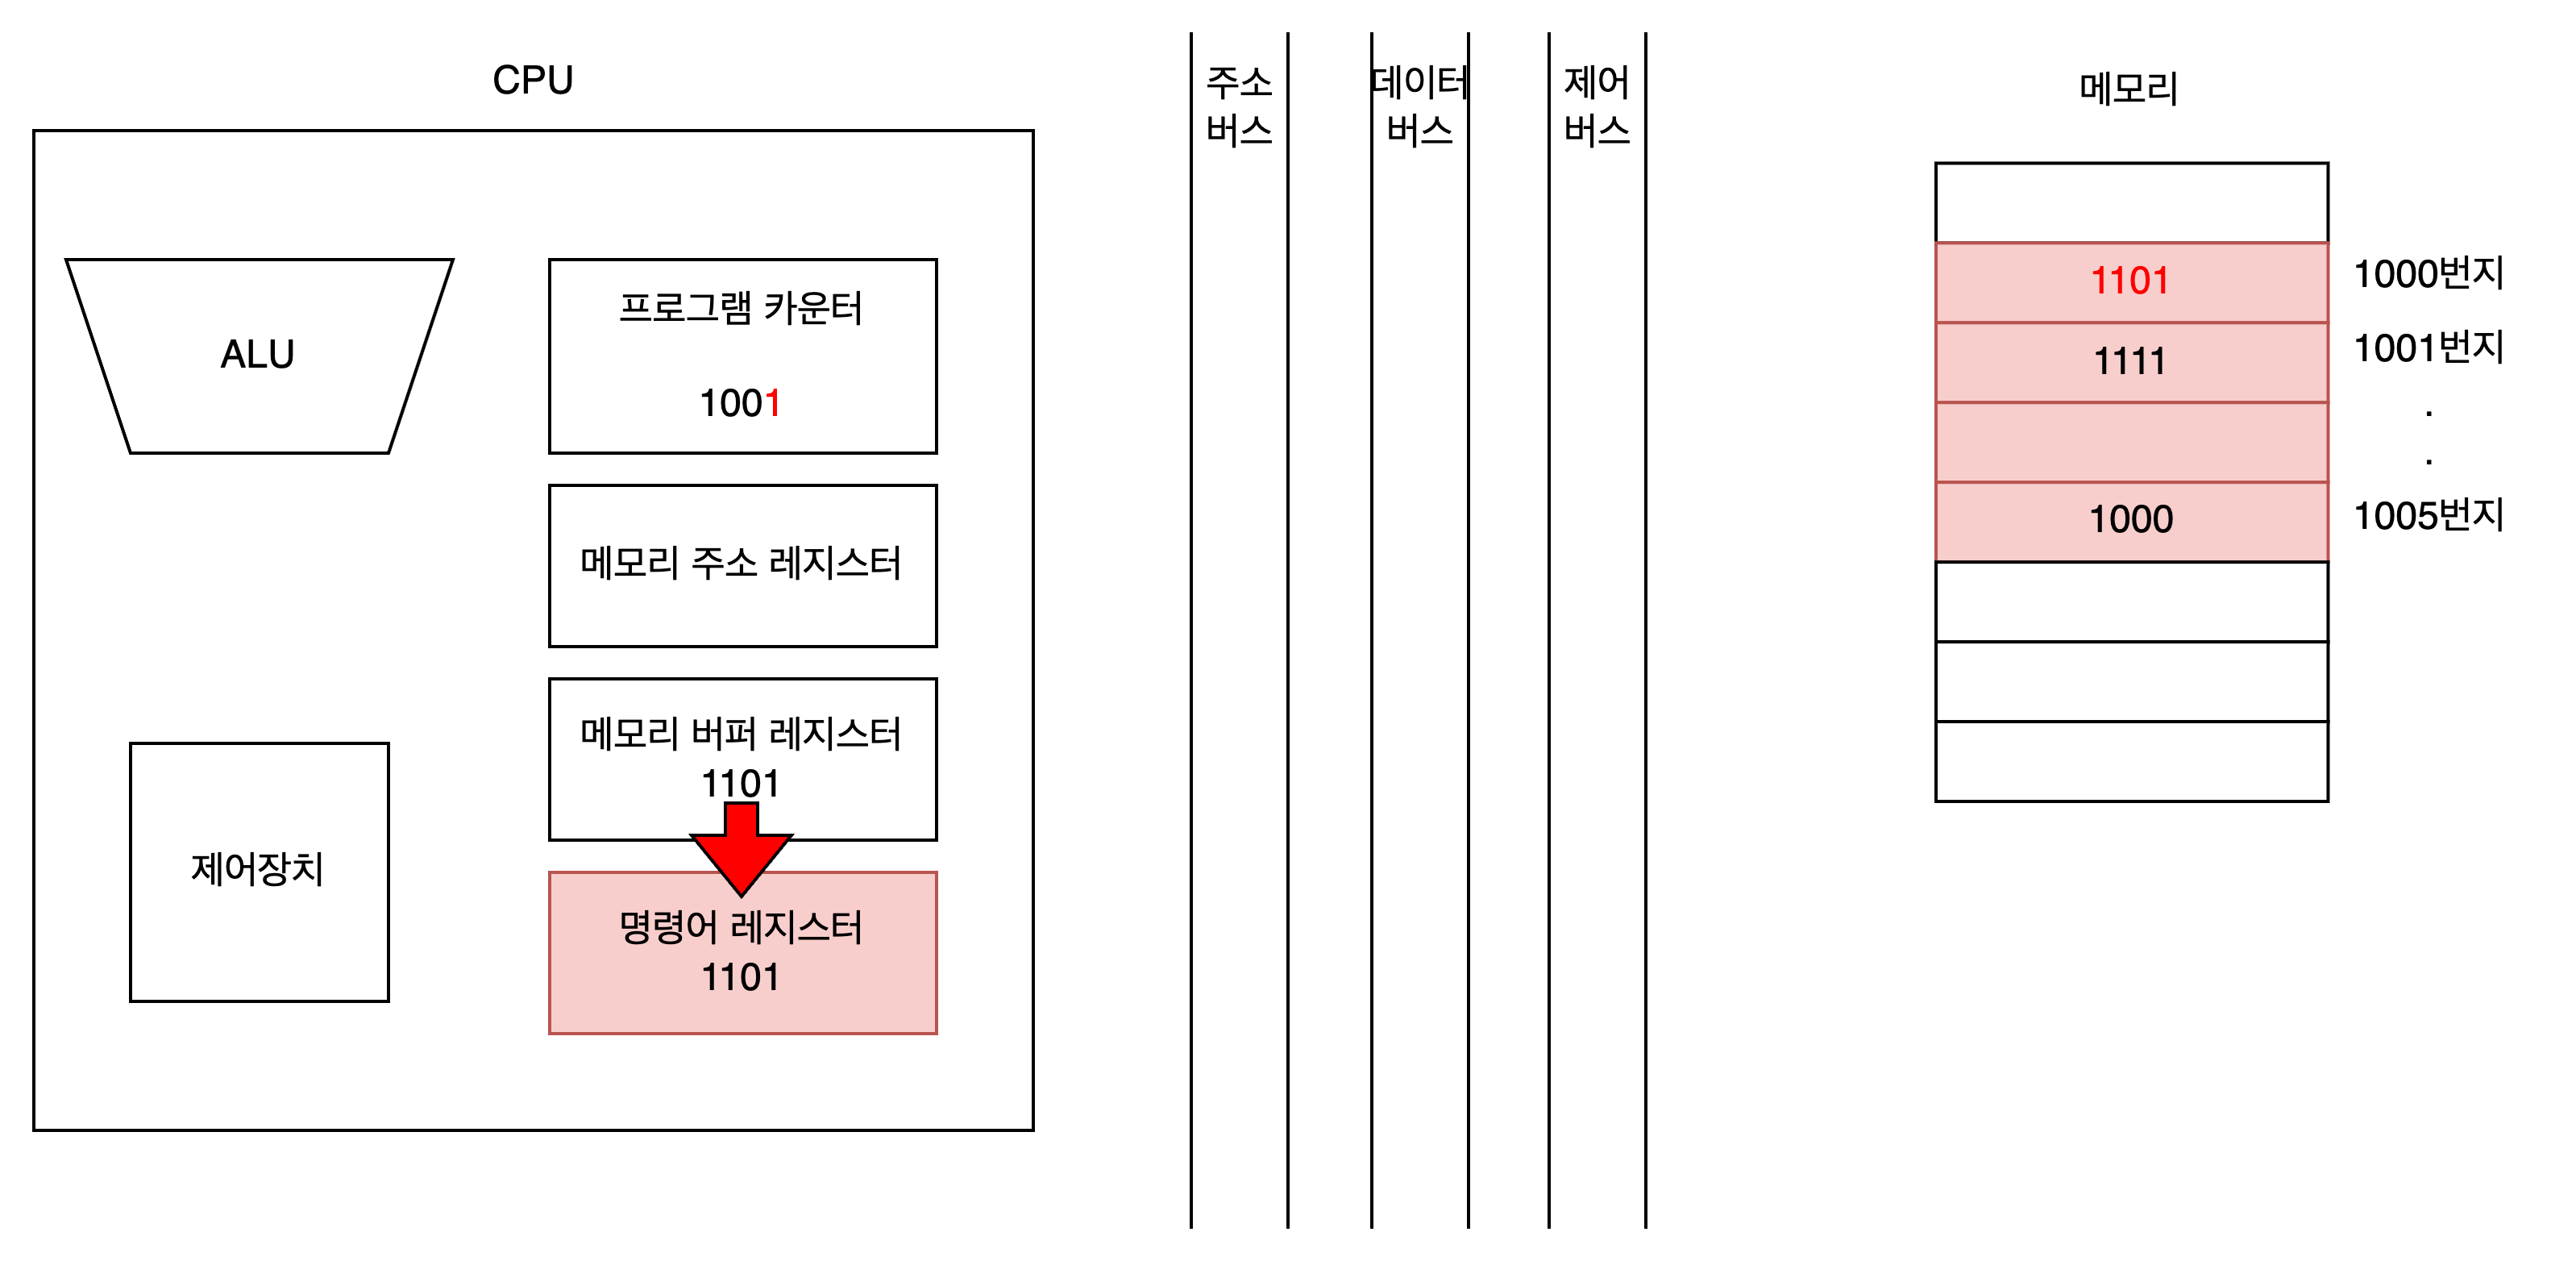 CPU
ALU
프로그램 카운터
1001
메모리 주소 레지스터
메모리 버퍼 레지스터
1101
제어장치
명령어 레지스터
1101
주소
버스
데이터
버스
제어
버스
메모리
1101
1000번지
1111
1001번지
.
.
1000
1005번지